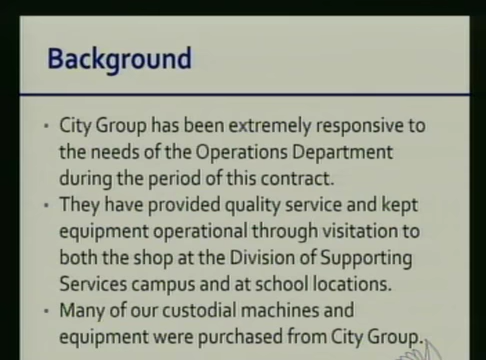 Background
• City Group has been extremely responsive to
the needs of the Operations Department
during the period of this contract.
• They have provided quality service and kept
equipment operational through visitation to
both the shop at the Division of Supporting
Services campus and at school locations.
• Many of our custodial machines and
equipment were purchased from City Group.